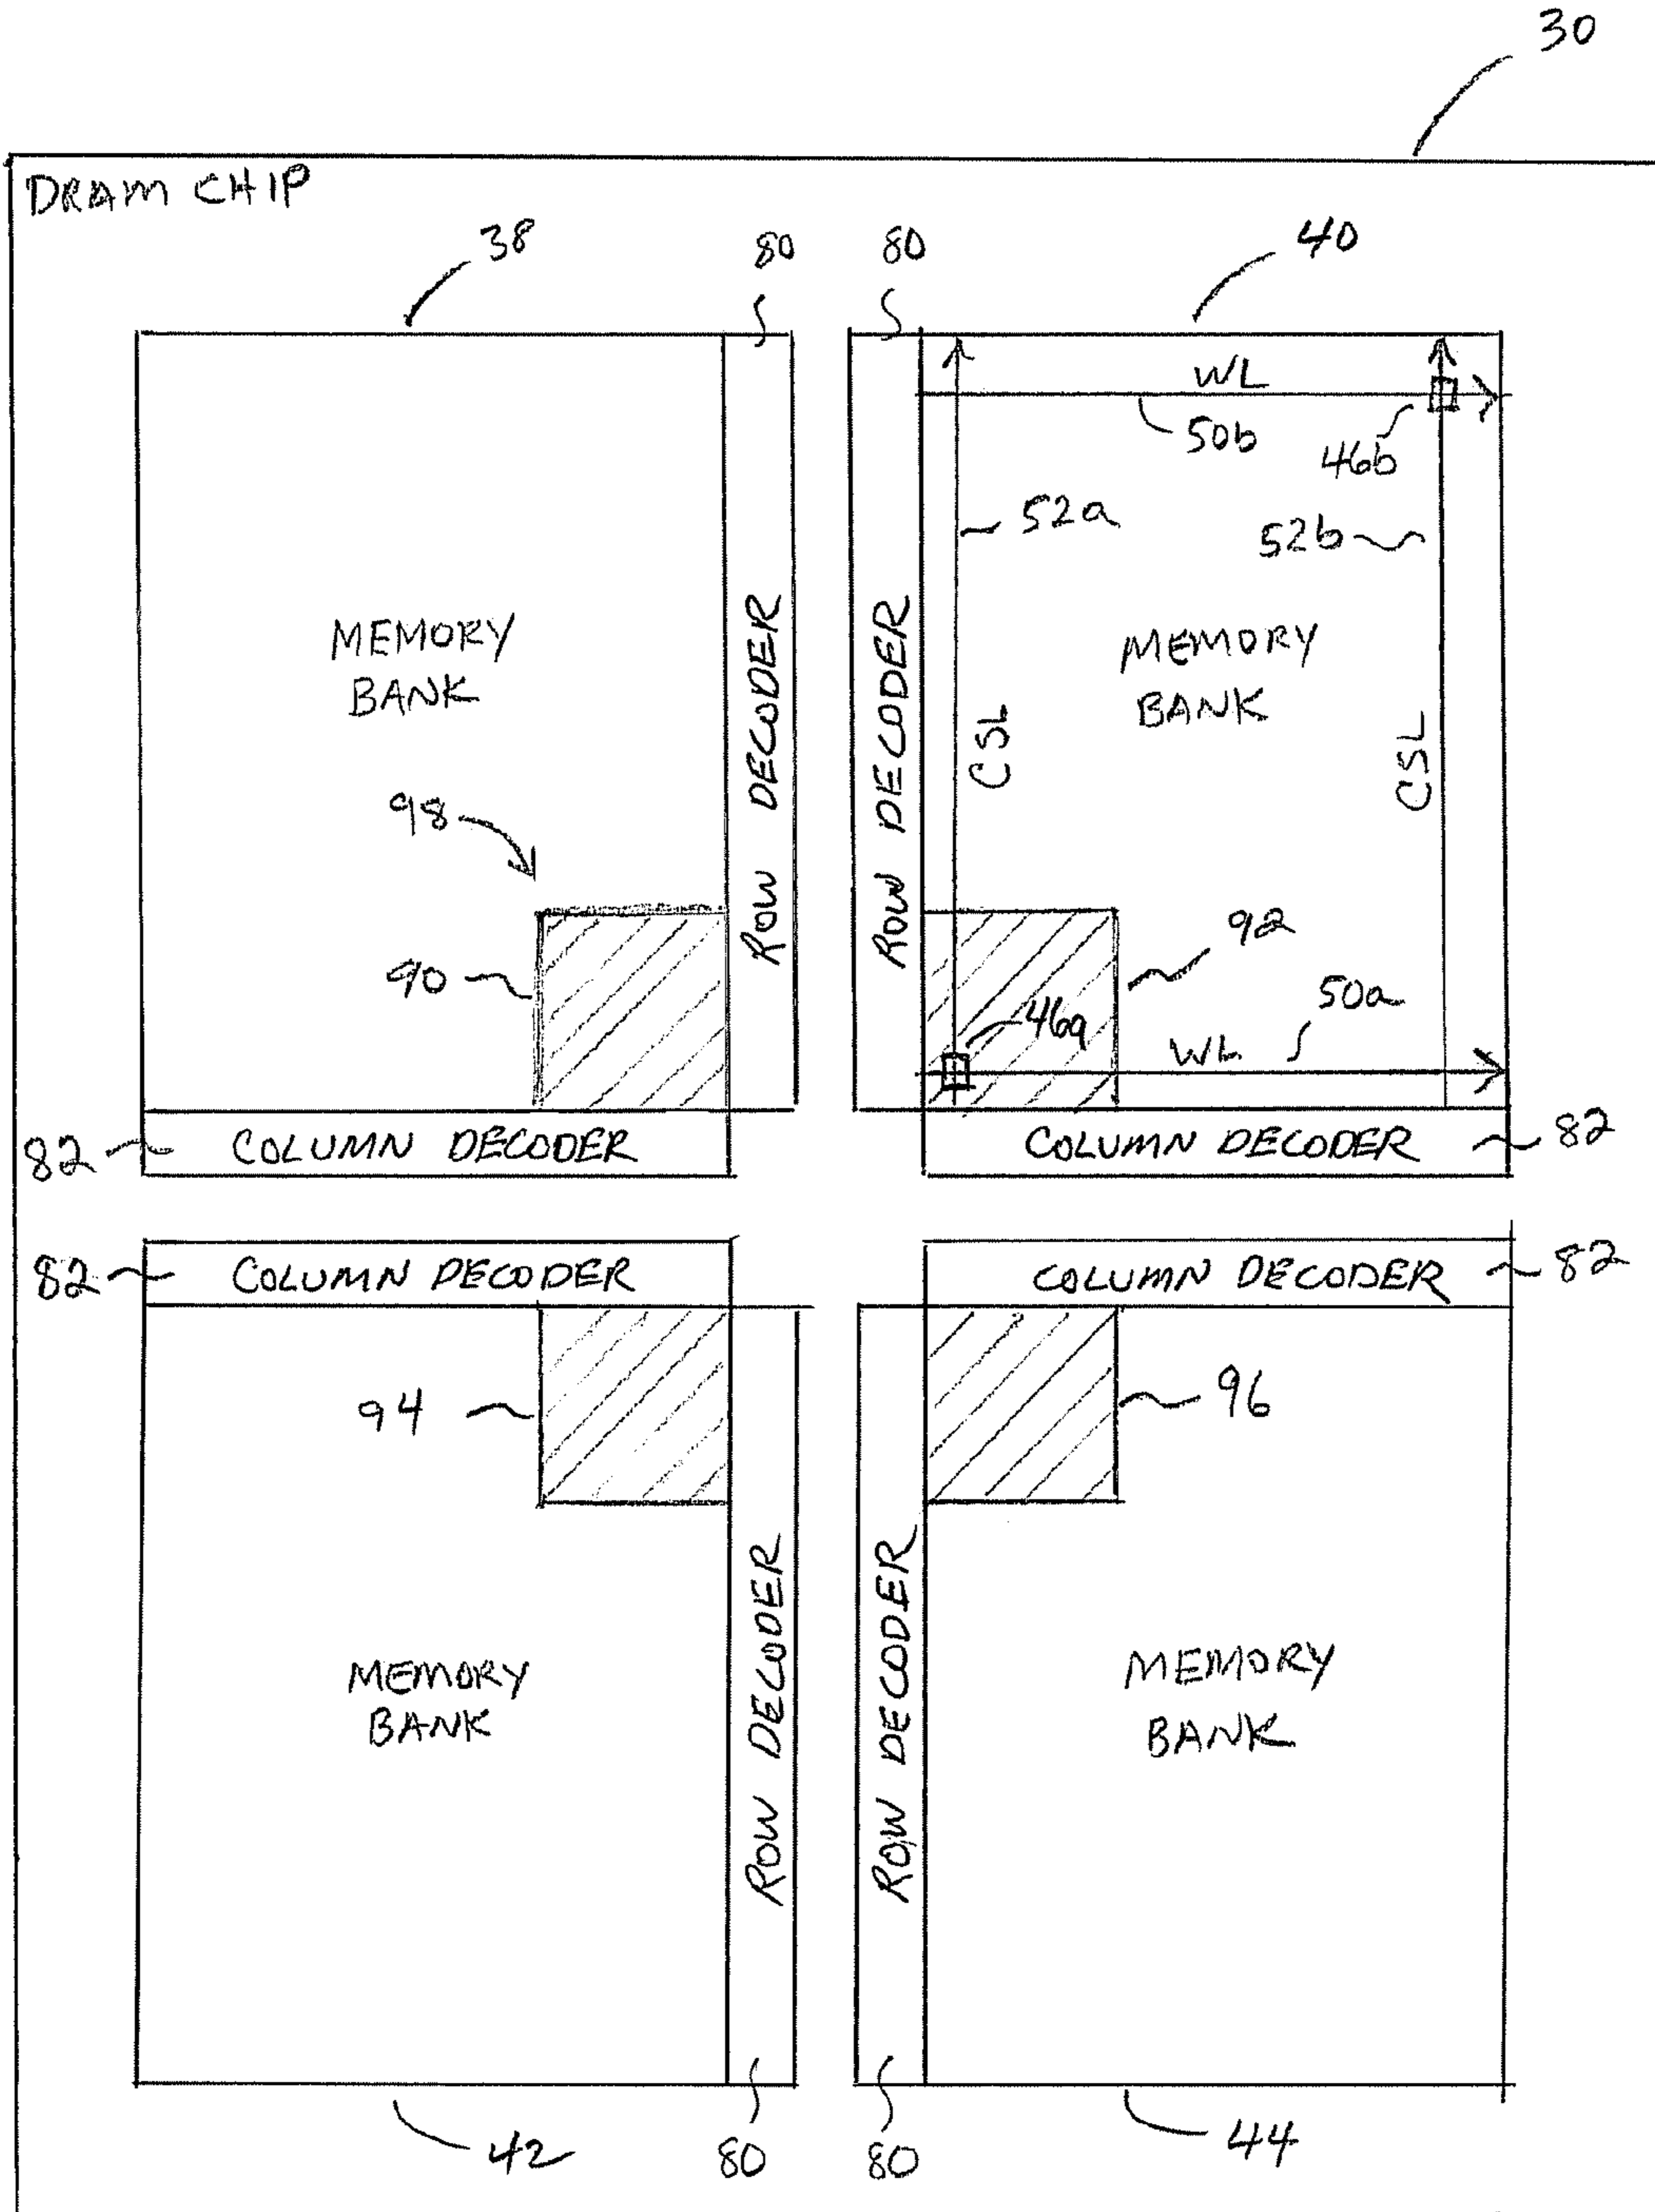 30
DRAM CHIP
38
80
80
40
WL
50b
46b
52a
52b
MEMORY
BANK
ROW DECODER
ROW DECODER
CSL
MEMORY
BANK
CSL
98
90
92
46a
50a
WL
82
COLUMN DECODER
COLUMN DECODER
82
82
COLUMN DECODER
COLUMN DECODER
82
94
96
MEMORY
BANK
ROW DECODER
ROW DECODER
MEMORY
BANK
42
80
80
44